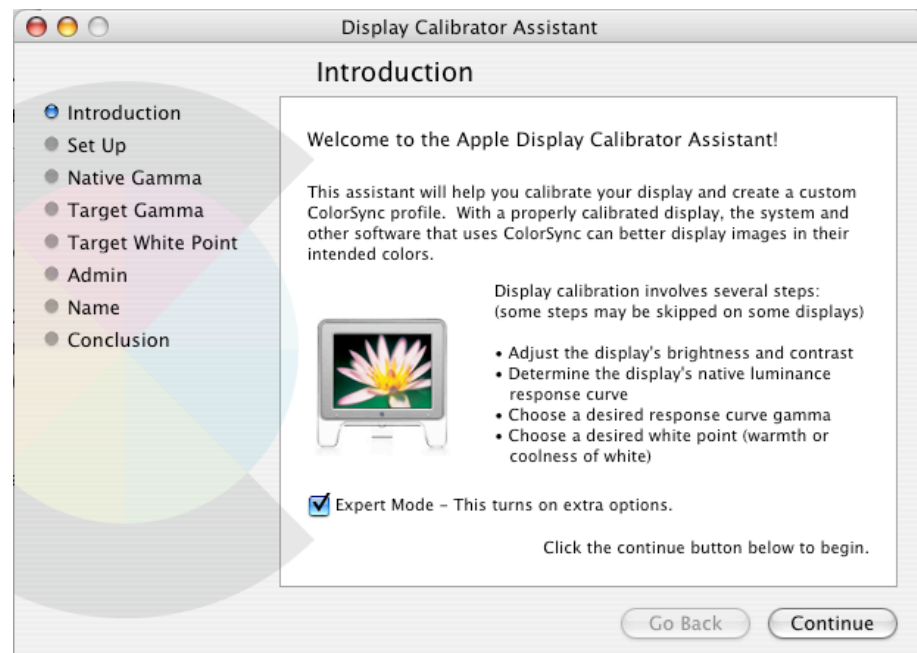 Display Calibrator Assistant
Introduction
Introduction
Set Up
Native Gamma
Target Gamma
Target White Point
Admin
Name
Conclusion
Welcome to the Apple Display Calibrator Assistant!
This assistant will help you calibrate your display and create a custom
ColorSync profile.  With a properly calibrated display, the system and
other software that uses ColorSync can better display images in their
intended colors.
Display calibration involves several steps:
(some steps may be skipped on some displays)
• Adjust the display's brightness and contrast
• Determine the display's native luminance
response curve
• Choose a desired response curve gamma
• Choose a desired white point (warmth or
coolness of white)
Expert Mode – This turns on extra options.
Click the continue button below to begin.
Go Back
Continue